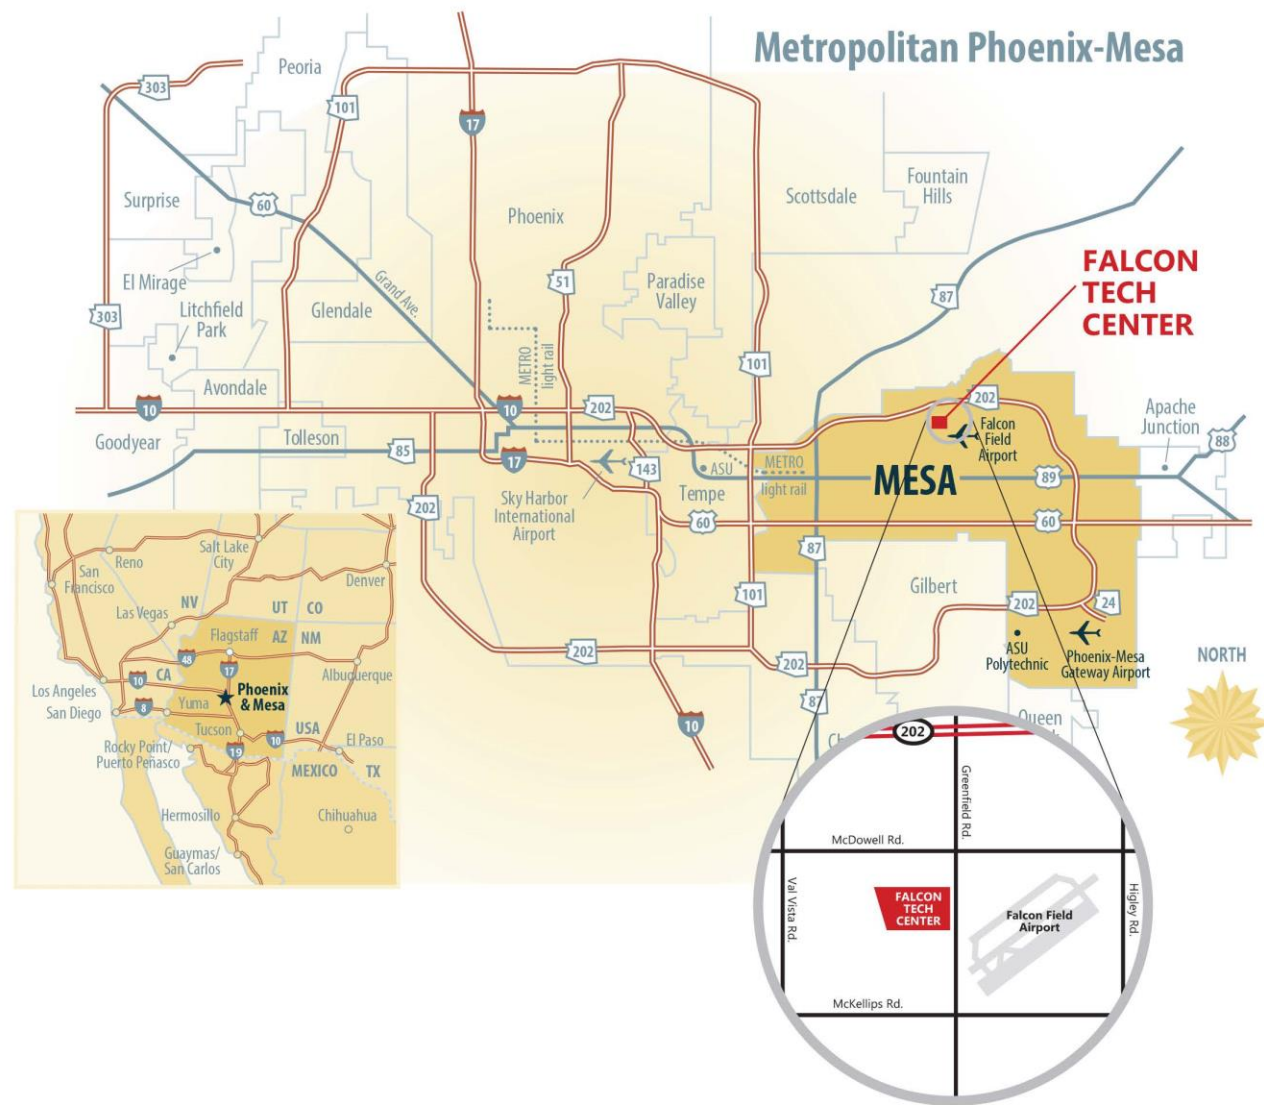 Metropolitan Phoenix-Mesa
Peoria
303
101
17
Surprise
60
Phoenix
Scottsdale
Fountain
Hills
El Mirage
Grand Ave.
51
Paradise
Valley
87
FALCON
TECH
CENTER
303
Litchfield
Park
Glendale
METRO
light rail
101
Avondale
10
10
202
202
Apache
Junction
Goodyear
Tolleson
85
17
143
ASU
METRO
light rail
MESA
Falcon
Field
Airport
89
88
202
Sky Harbor
International
Airport
Tempe
60
60
87
Gilbert
101
202
24
202
202
ASU
Polytechnic
Phoenix-Mesa
Gateway Airport
87
10
NORTH
Queen
Ch
San
Francisco
Reno
Salt Lake
City
Denver
Las Vegas
NV
UT
CO
Flagstaff
AZ
NM
48
17
Albuquerque
CA
10
Los Angeles
Phoenix
& Mesa
San Diego
8
Yuma
Tucson
10
USA
El Paso
Rocky Point/
Puerto Peñasco
19
MEXICO
TX
Hermosillo
Chihuahua
Guaymas/
San Carlos
202
Greenfield Rd.
McDowell Rd.
Val Vista Rd.
FALCON
TECH
CENTER
Falcon Field
Airport
Higley Rd.
McKellips Rd.